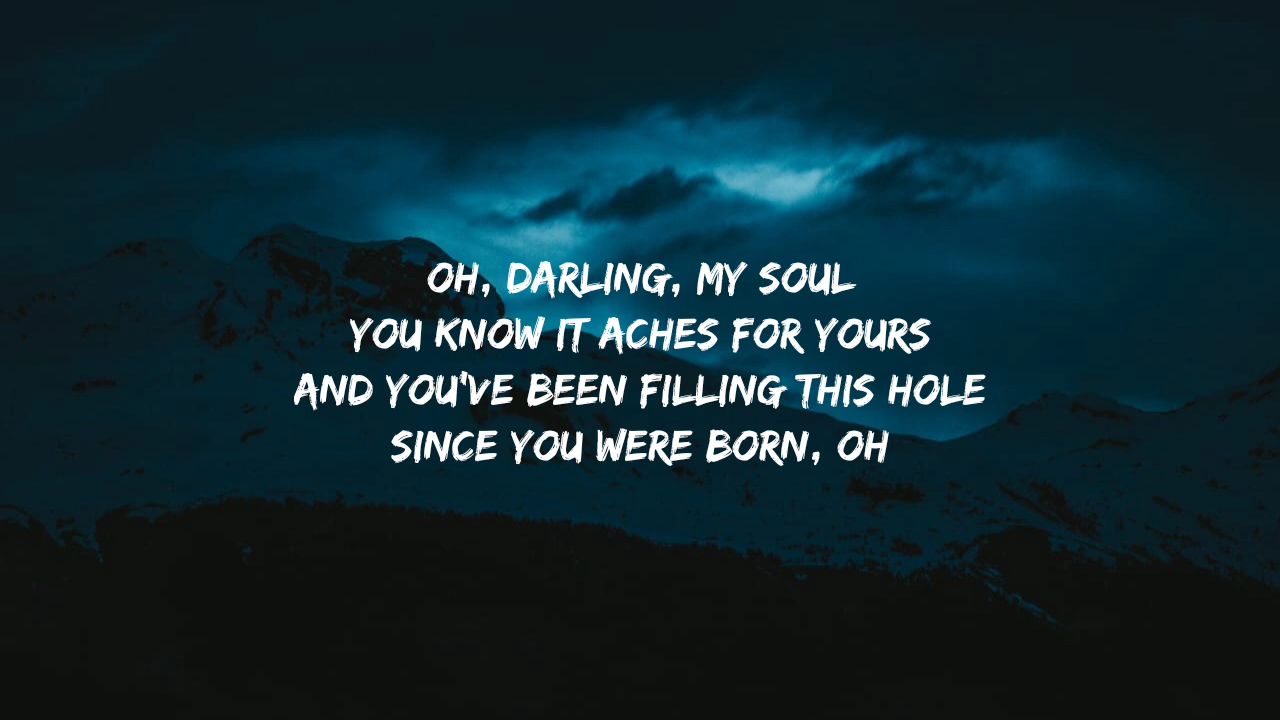 OH, DARLING, MY SOUL
YOU KNOW IT ACHES FOR YOURS
AND YOU'VE BEEN FILLING THIS HOLE
SINCE YOU WERE BORN, OH